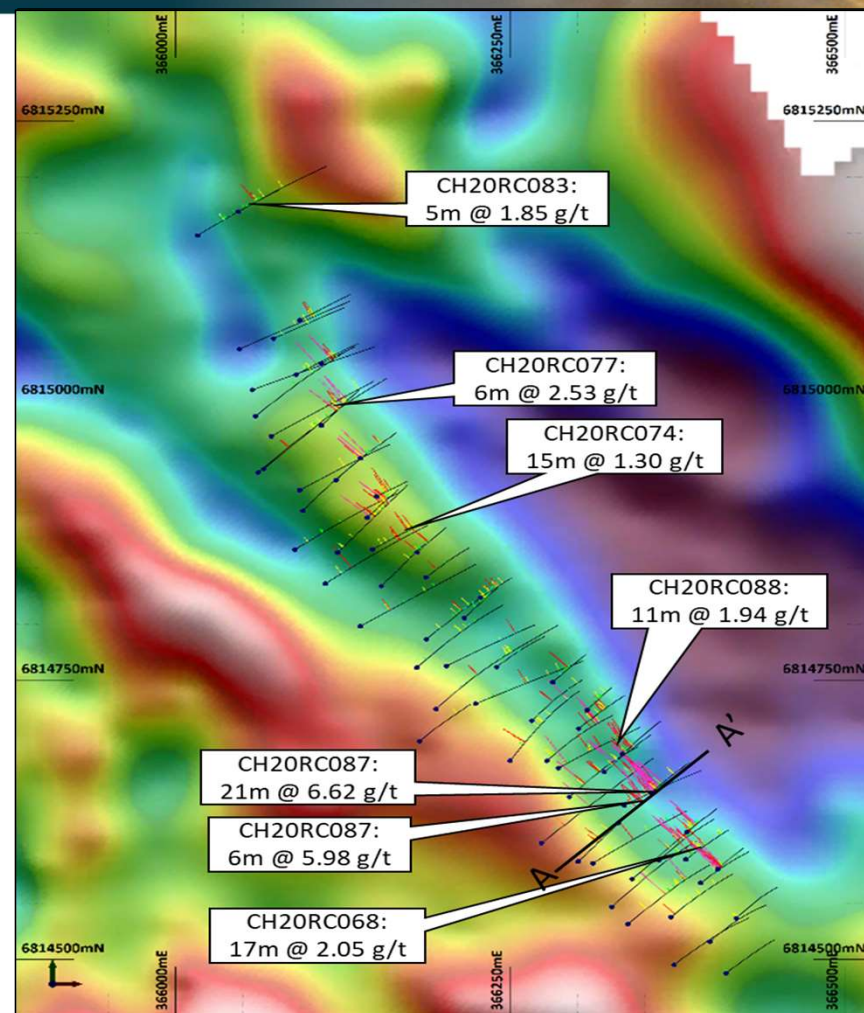 366000mE
366250mE
366500mE
6815250mN
6815250mN
CH20RC083:
5m @ 1.85 g/t
6815000mN
6815000mN
CH20RC077:
6m @ 2.53 g/t
CH20RC074:
15m @ 1.30 g/t
CH20RC088:
11m @ 1.94 g/t
6814750mN
6814750mN
A'
CH20RC087:
21m @ 6.62 g/t
CH20RC087:
6m @ 5.98 g/t
A
CH20RC068:
17m @ 2.05 g/t
6814500mN
6814500mN
366000mE
366250mE
366500mE